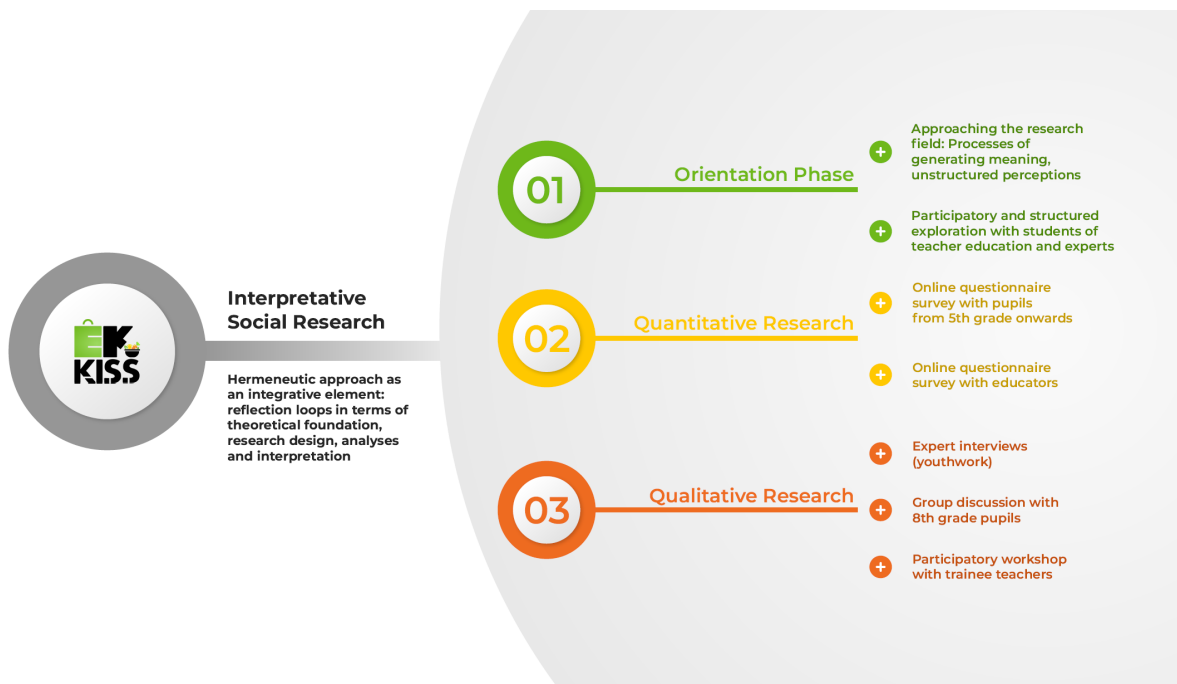 EK
K.I.S.S
Interpretative
Social Research
Hermeneutic approach as
an integrative element:
reflection loops in terms of
theoretical foundation,
research design, analyses
and interpretation
01
Orientation Phase
Approaching the research
field: Processes of
generating meaning,
unstructured perceptions
Participatory and structured
exploration with students of
teacher education and experts
02
Quantitative Research
Online questionnaire
survey with pupils
from 5th grade onwards
Online questionnaire
survey with educators
03
Qualitative Research
Expert interviews
(youthwork)
Group discussion with
8th grade pupils
Participatory workshop
with trainee teachers